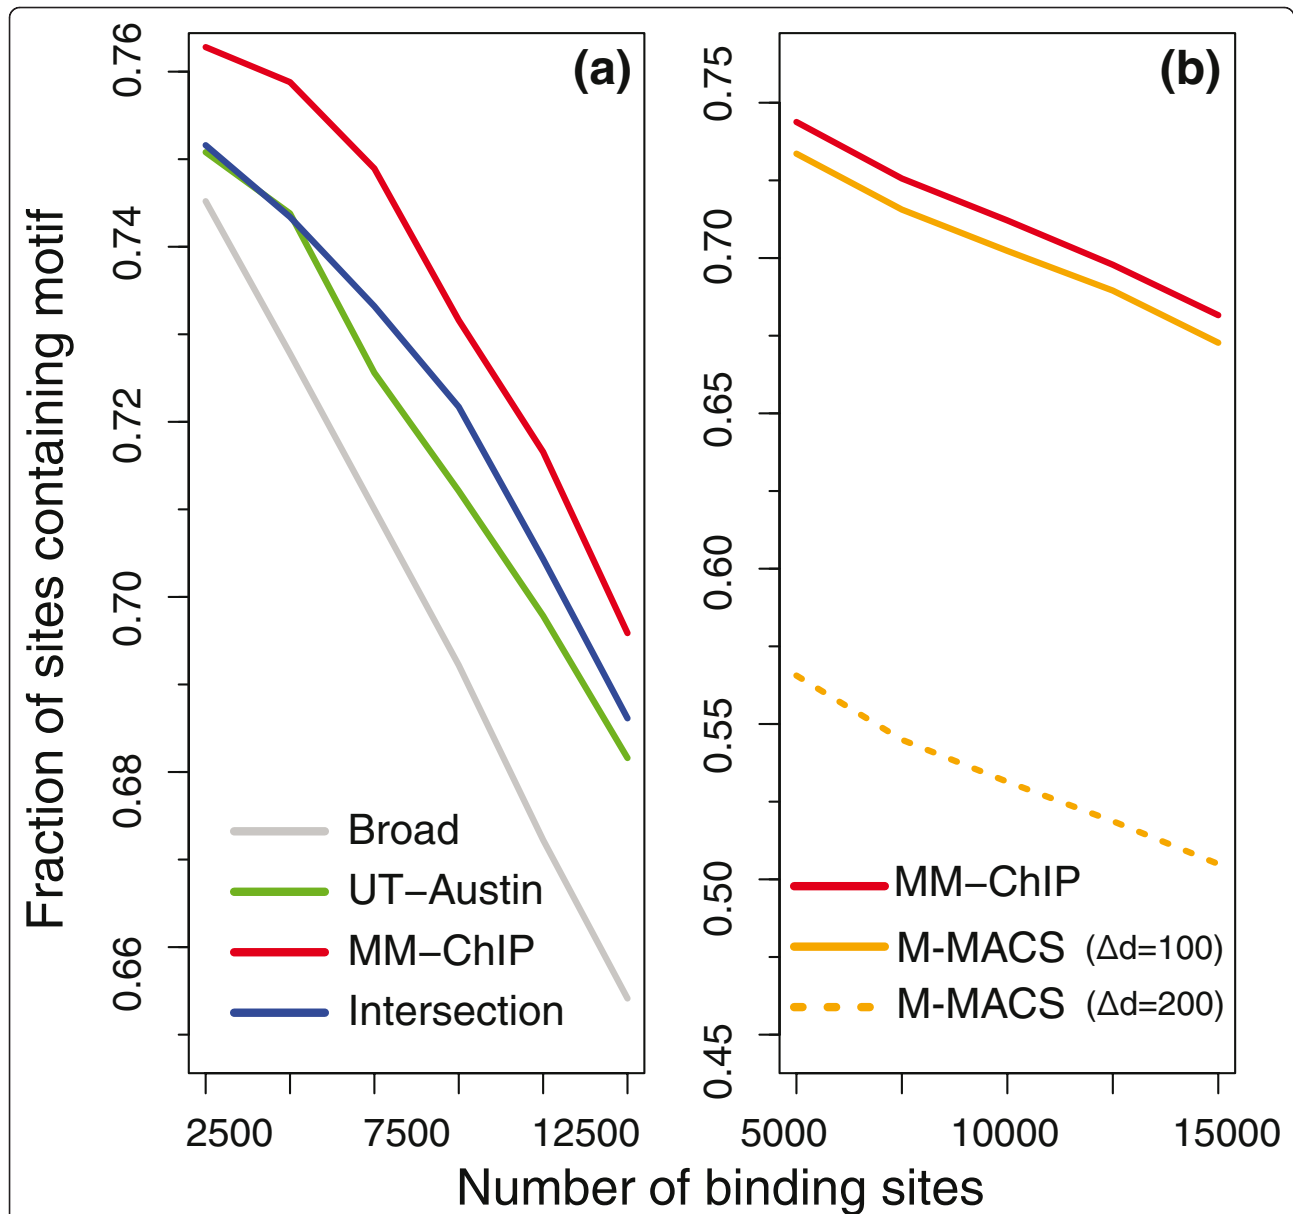 (a)
(b)
Fraction of sites containing motif
0.76
0.74
0.72
0.70
0.68
0.66
Broad
UT−Austin
MM−ChIP
Intersection
2500 7500 12500
0.75
0.70
0.65
0.60
0.55
0.50
0.45
MM−ChIP
M-MACS (Δd=100)
M-MACS (Δd=200)
5000 10000 15000
Number of binding sites